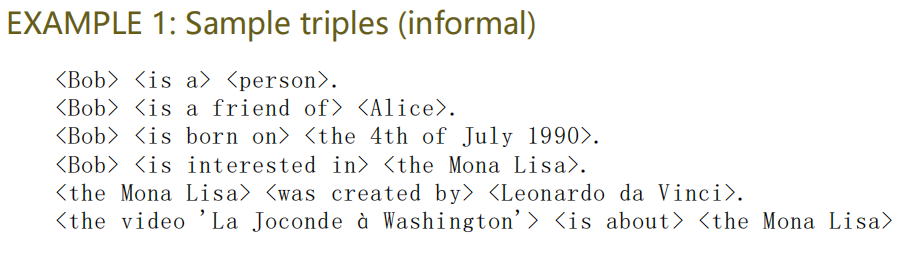 EXAMPLE 1: Sample triples (informal)
<Bob> <is a> <person>.
<Bob> <is a friend of> <Alice>.
<Bob> <is born on> <the 4th of July 1990>.
<Bob> <is interested in> <the Mona Lisa>.
<the Mona Lisa> <was created by> <Leonardo da Vinci>.
<the video 'La Joconde à Washington'> <is about> <the Mona Lisa>